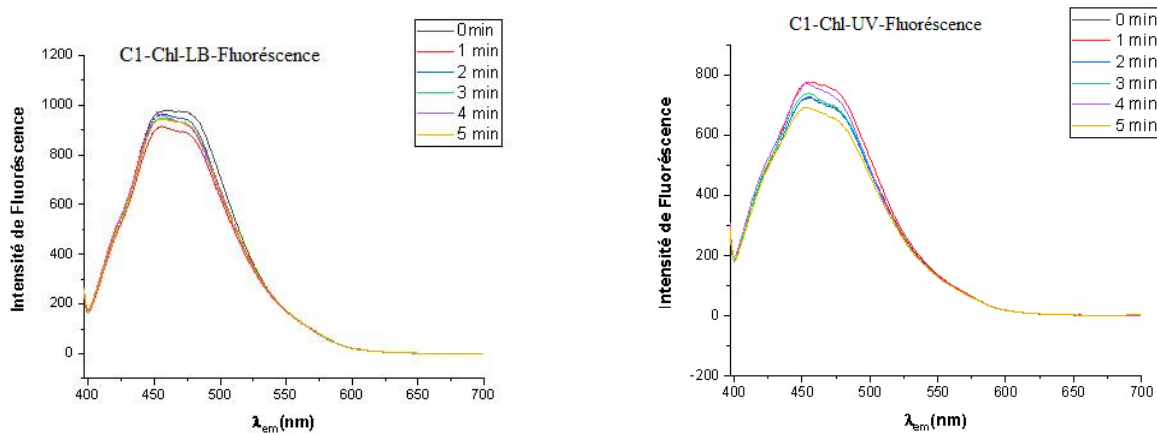 C1-Chl-LB-Fluoréscence
0 min
1 min
2 min
3 min
4 min
5 min
1200
1000
800
600
400
200
0
Intensité de Fluoréscence
400 450 500 550 600 650 700
λem(nm)
C1-Chl-UV-Fluoréscence
0 min
1 min
2 min
3 min
4 min
5 min
800
600
400
200
0
-200
Intensité de Fluoréscence
400 450 500 550 600 650 700
λem(nm)